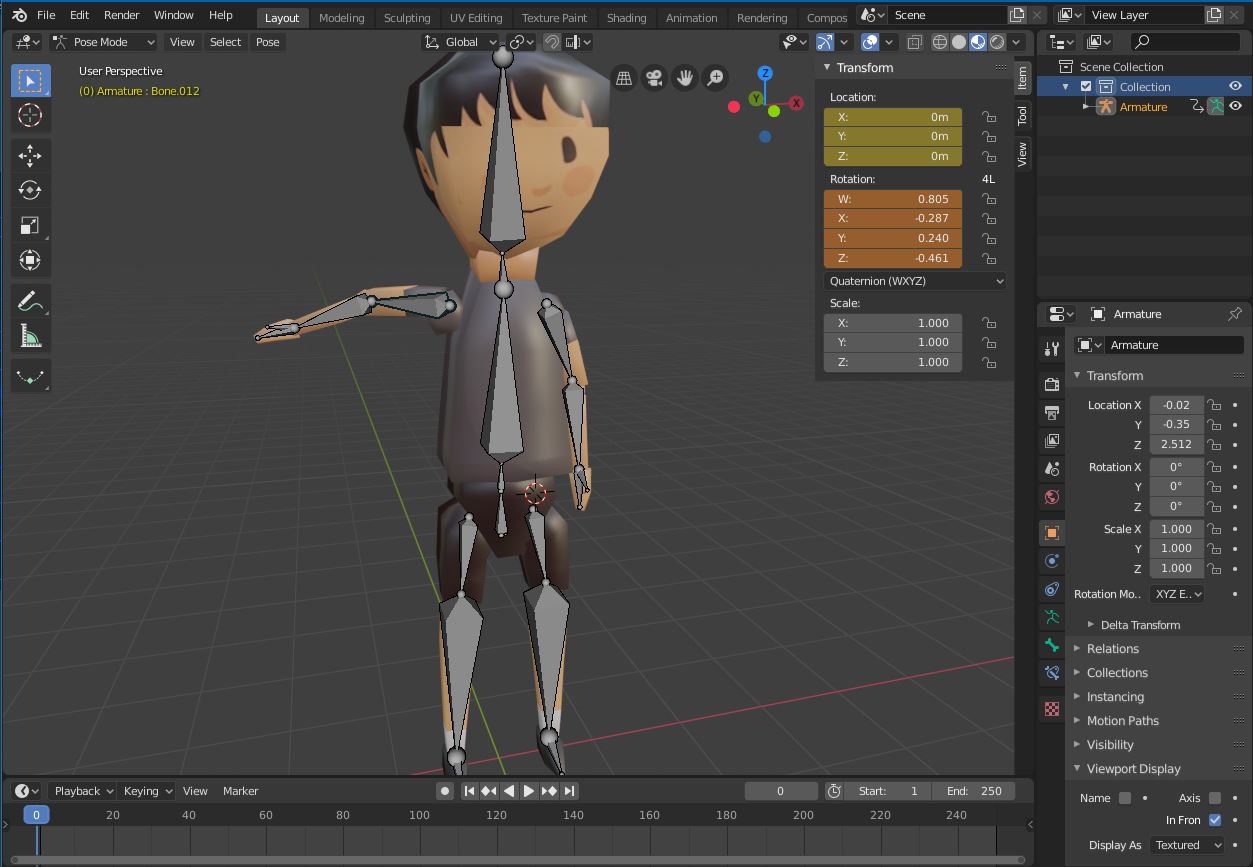 File Edit Render Window Help Layout Modeling Sculpting UV Editing Texture Paint Shading Animation Rendering Compos Scene View Layer
Pose Mode View Select Pose Global
User Perspective
(0) Armature : Bone.012
Z
Y
X
Transform
Location:
X: 0m
Y: 0m
Z: 0m
Rotation: 4L
W: 0.805
X: -0.287
Y: 0.240
Z: -0.461
Quaternion (WXYZ)
Scale:
X: 1.000
Y: 1.000
Z: 1.000
Item
Tool
View
Scene Collection
Collection
Armature
Armature
Armature
Transform
Location X -0.02
Y -0.35
Z 2.512
Rotation X 0°
Y 0°
Z 0°
Scale X 1.000
Y 1.000
Z 1.000
Rotation Mo.. XYZ E..
Delta Transform
Relations
Collections
Instancing
Motion Paths
Visibility
Viewport Display
Name Axis
In Fron
Display As Textured
Playback Keying View Marker 0 Start: 1 End: 250
0 20 40 60 80 100 120 140 160 180 200 220 240